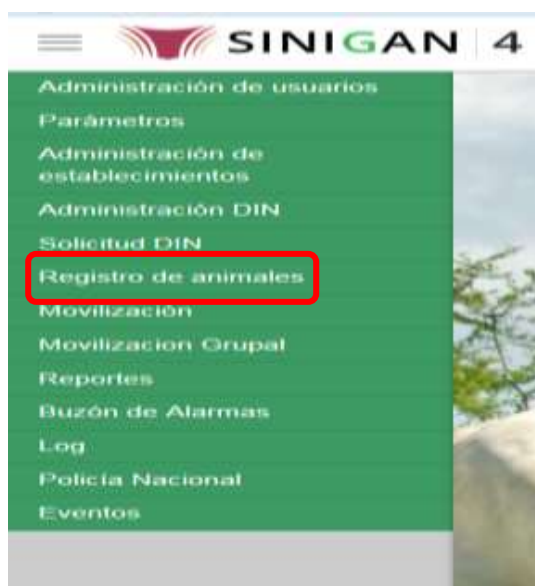 SINIGAN 4
Administración de usuarios
Parámetros
Administración de
establecimientos
Administración DIN
Solicitud DIN
Registro de animales
Movilización
Movilizacion Grupal
Reportes
Buzón de Alarmas
Log
Policía Nacional
Eventos